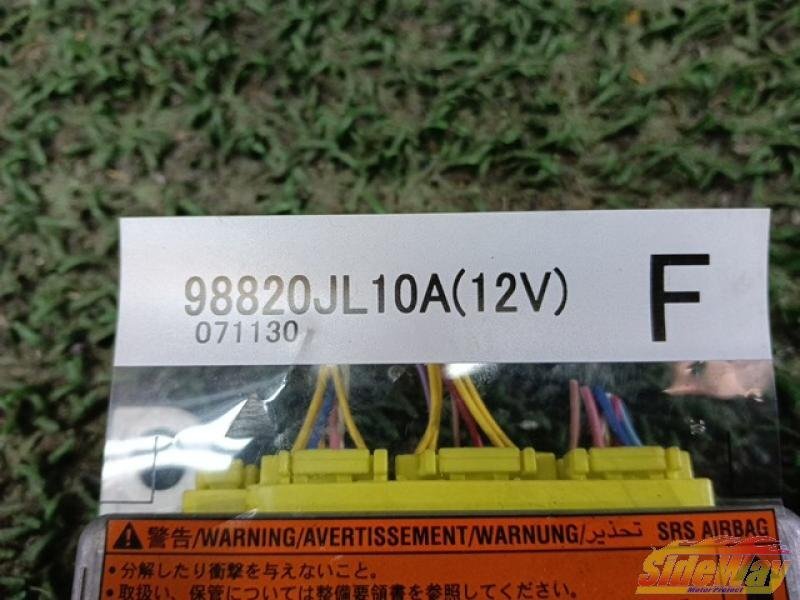 98820JL10A(12V)
F
071130
警告/WARNING/AVERTISSEMENT/WARNUNG/تحذير SRS AIRBAG
・分解したり衝撃を与えないこと。
・取扱い、保管については整備要領書を参照してください。
SideWay
MotorProject